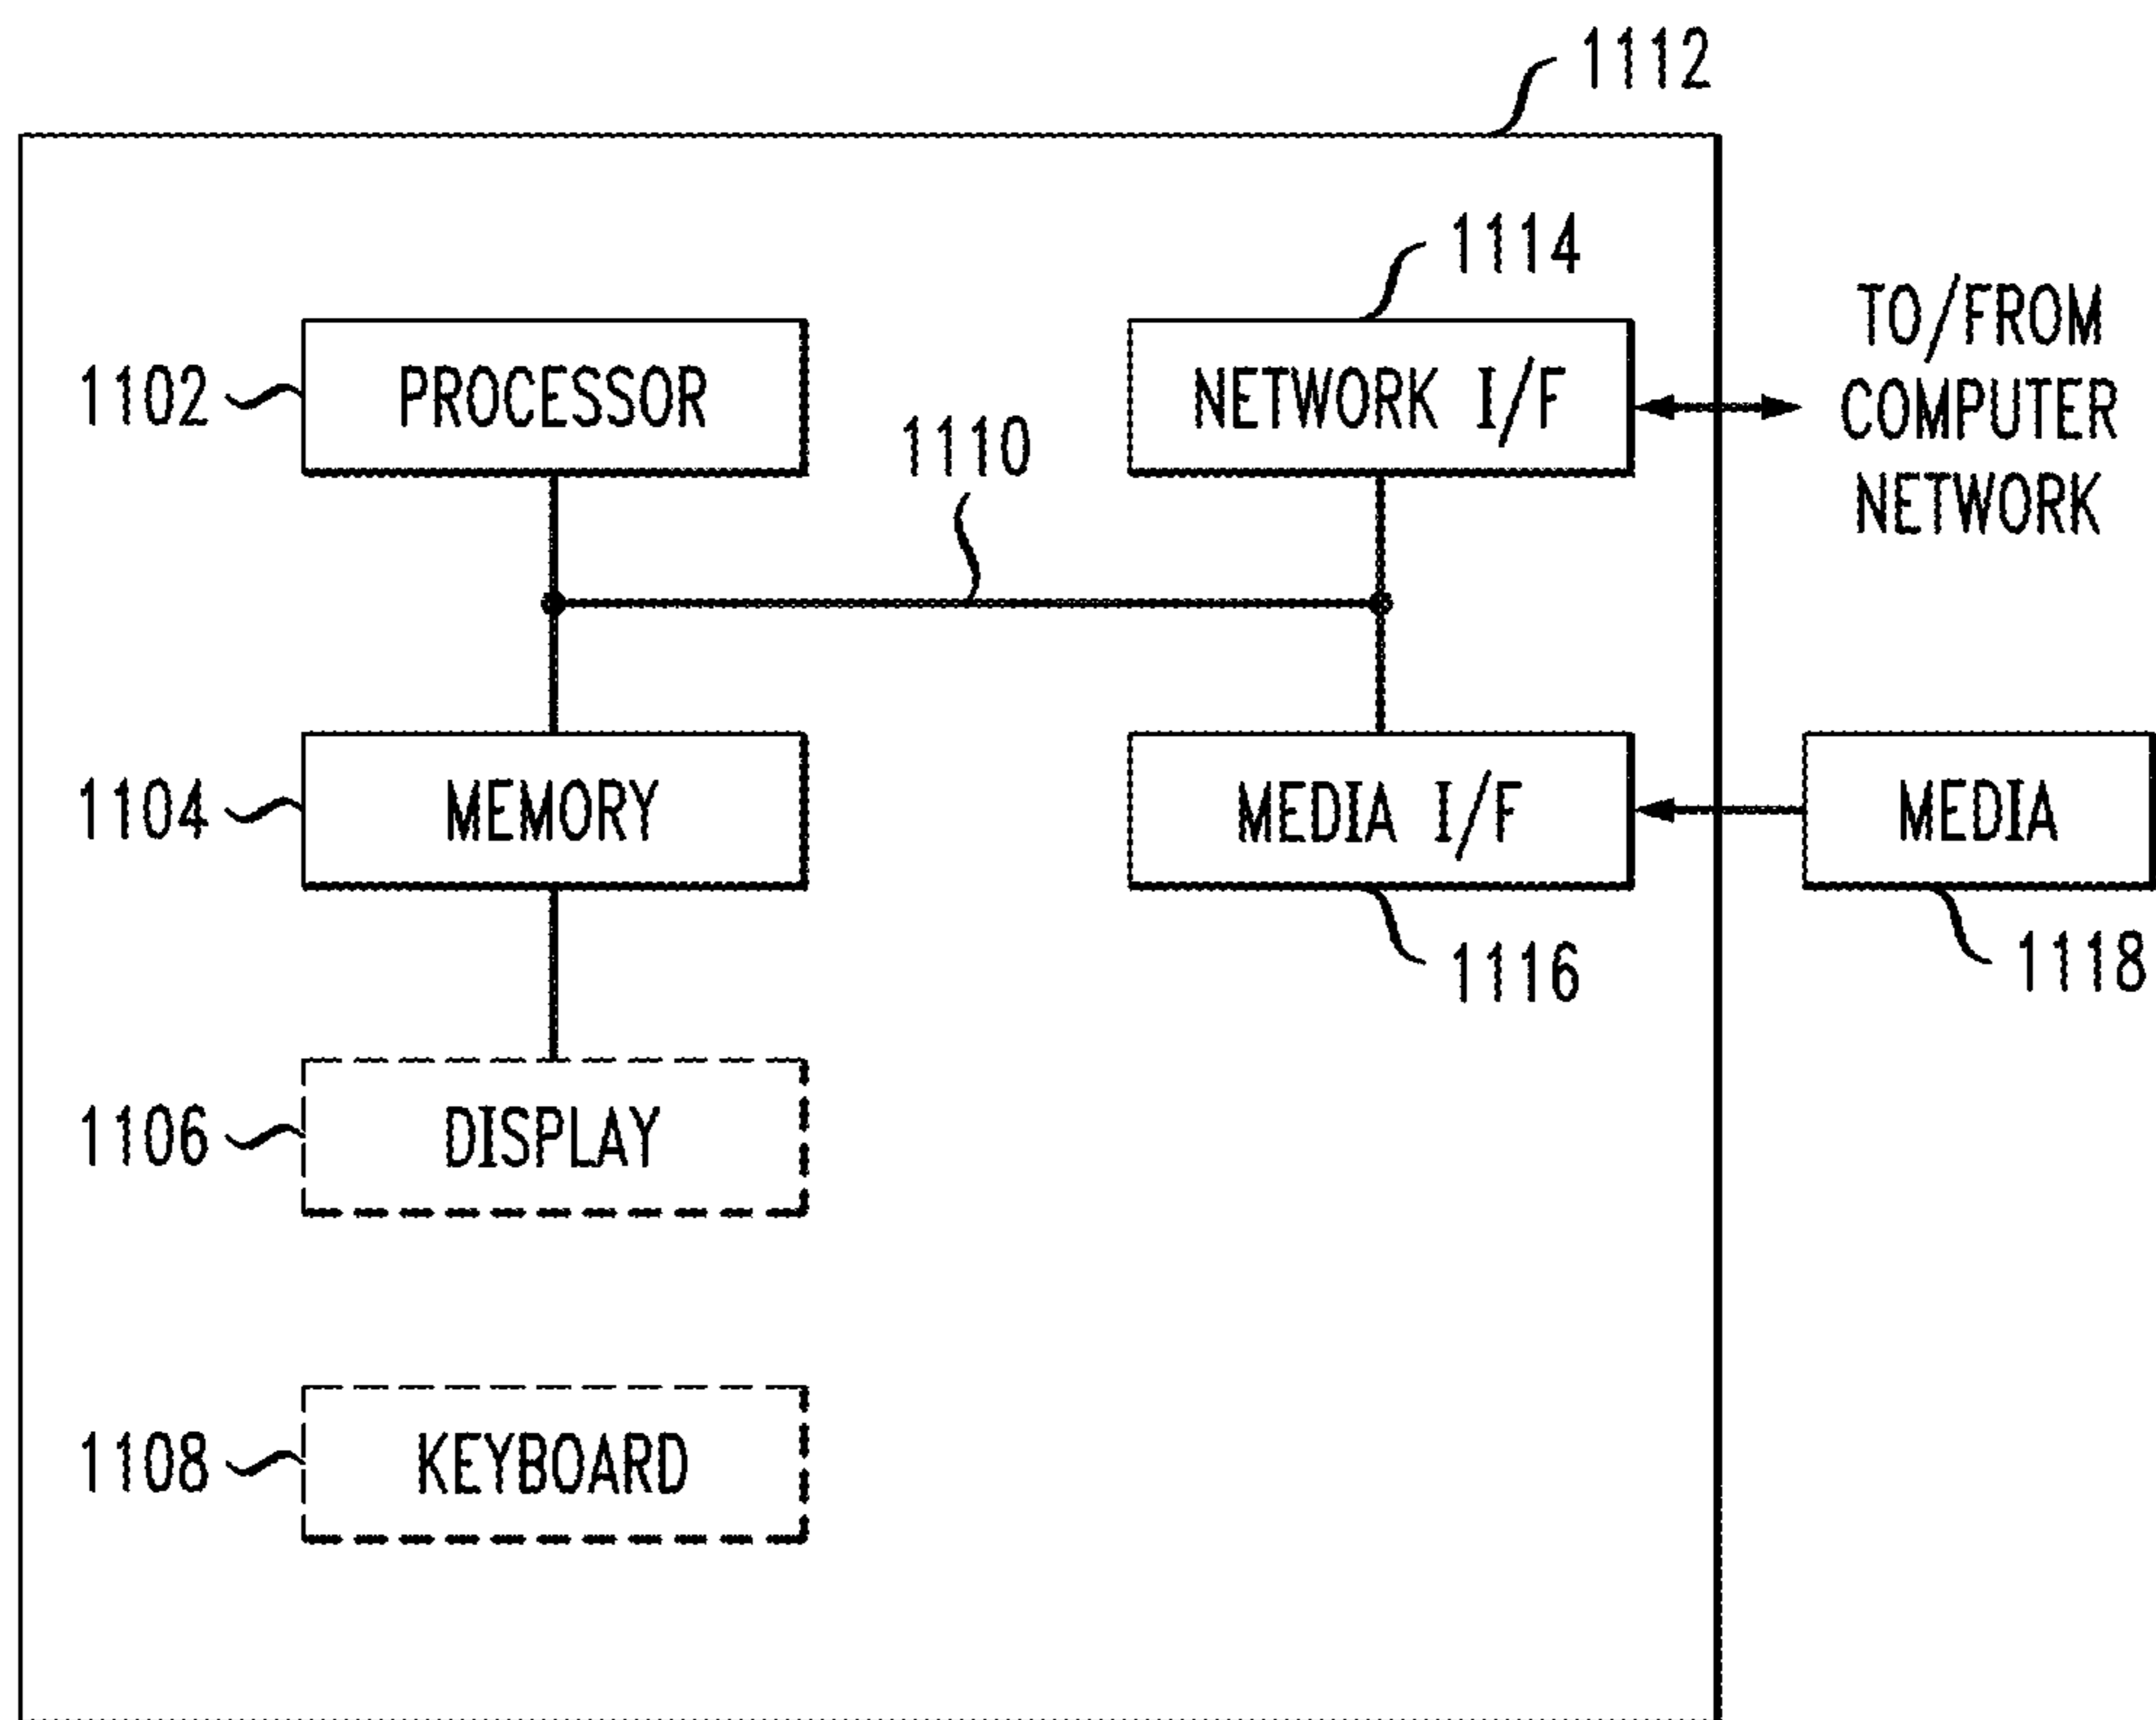 1112
1114
TO/FROM
COMPUTER
NETWORK
1102
PROCESSOR
NETWORK I/F
1110
1104
MEMORY
MEDIA I/F
MEDIA
1116
1118
1106
DISPLAY
1108
KEYBOARD